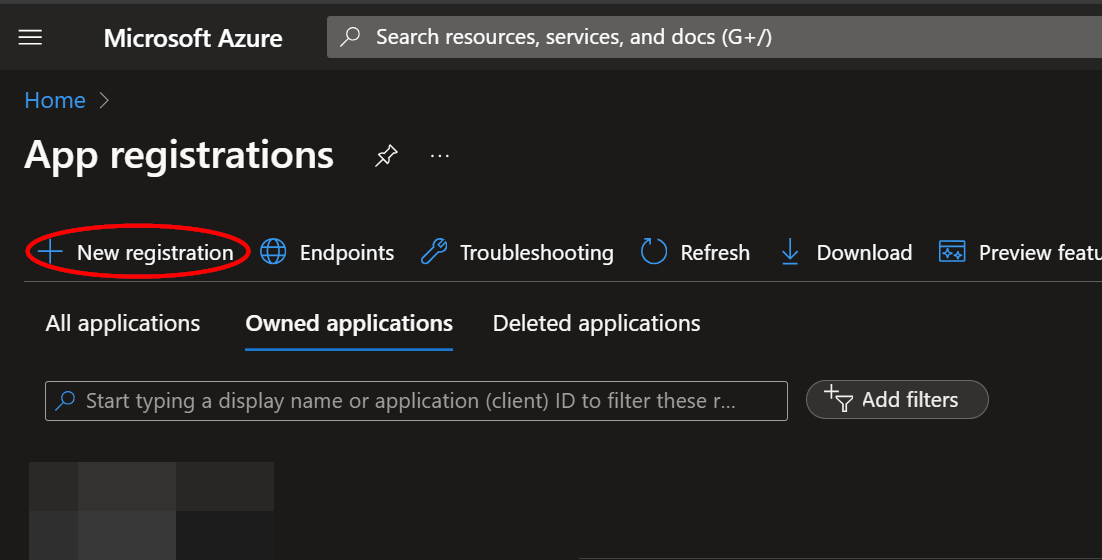 Microsoft Azure
Search resources, services, and docs (G+/)
Home
App registrations
New registration
Endpoints
Troubleshooting
Refresh
Download
Preview featu
All applications
Owned applications
Deleted applications
Start typing a display name or application (client) ID to filter these r...
Add filters